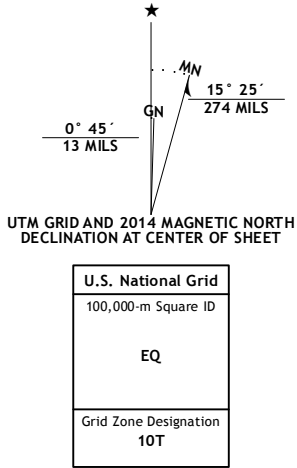 ★
MN
15° 25´
274 MILS
GN
0° 45´
13 MILS
UTM GRID AND 2014 MAGNETIC NORTH
DECLINATION AT CENTER OF SHEET
U.S. National Grid
100,000-m Square ID
EQ
Grid Zone Designation
10T